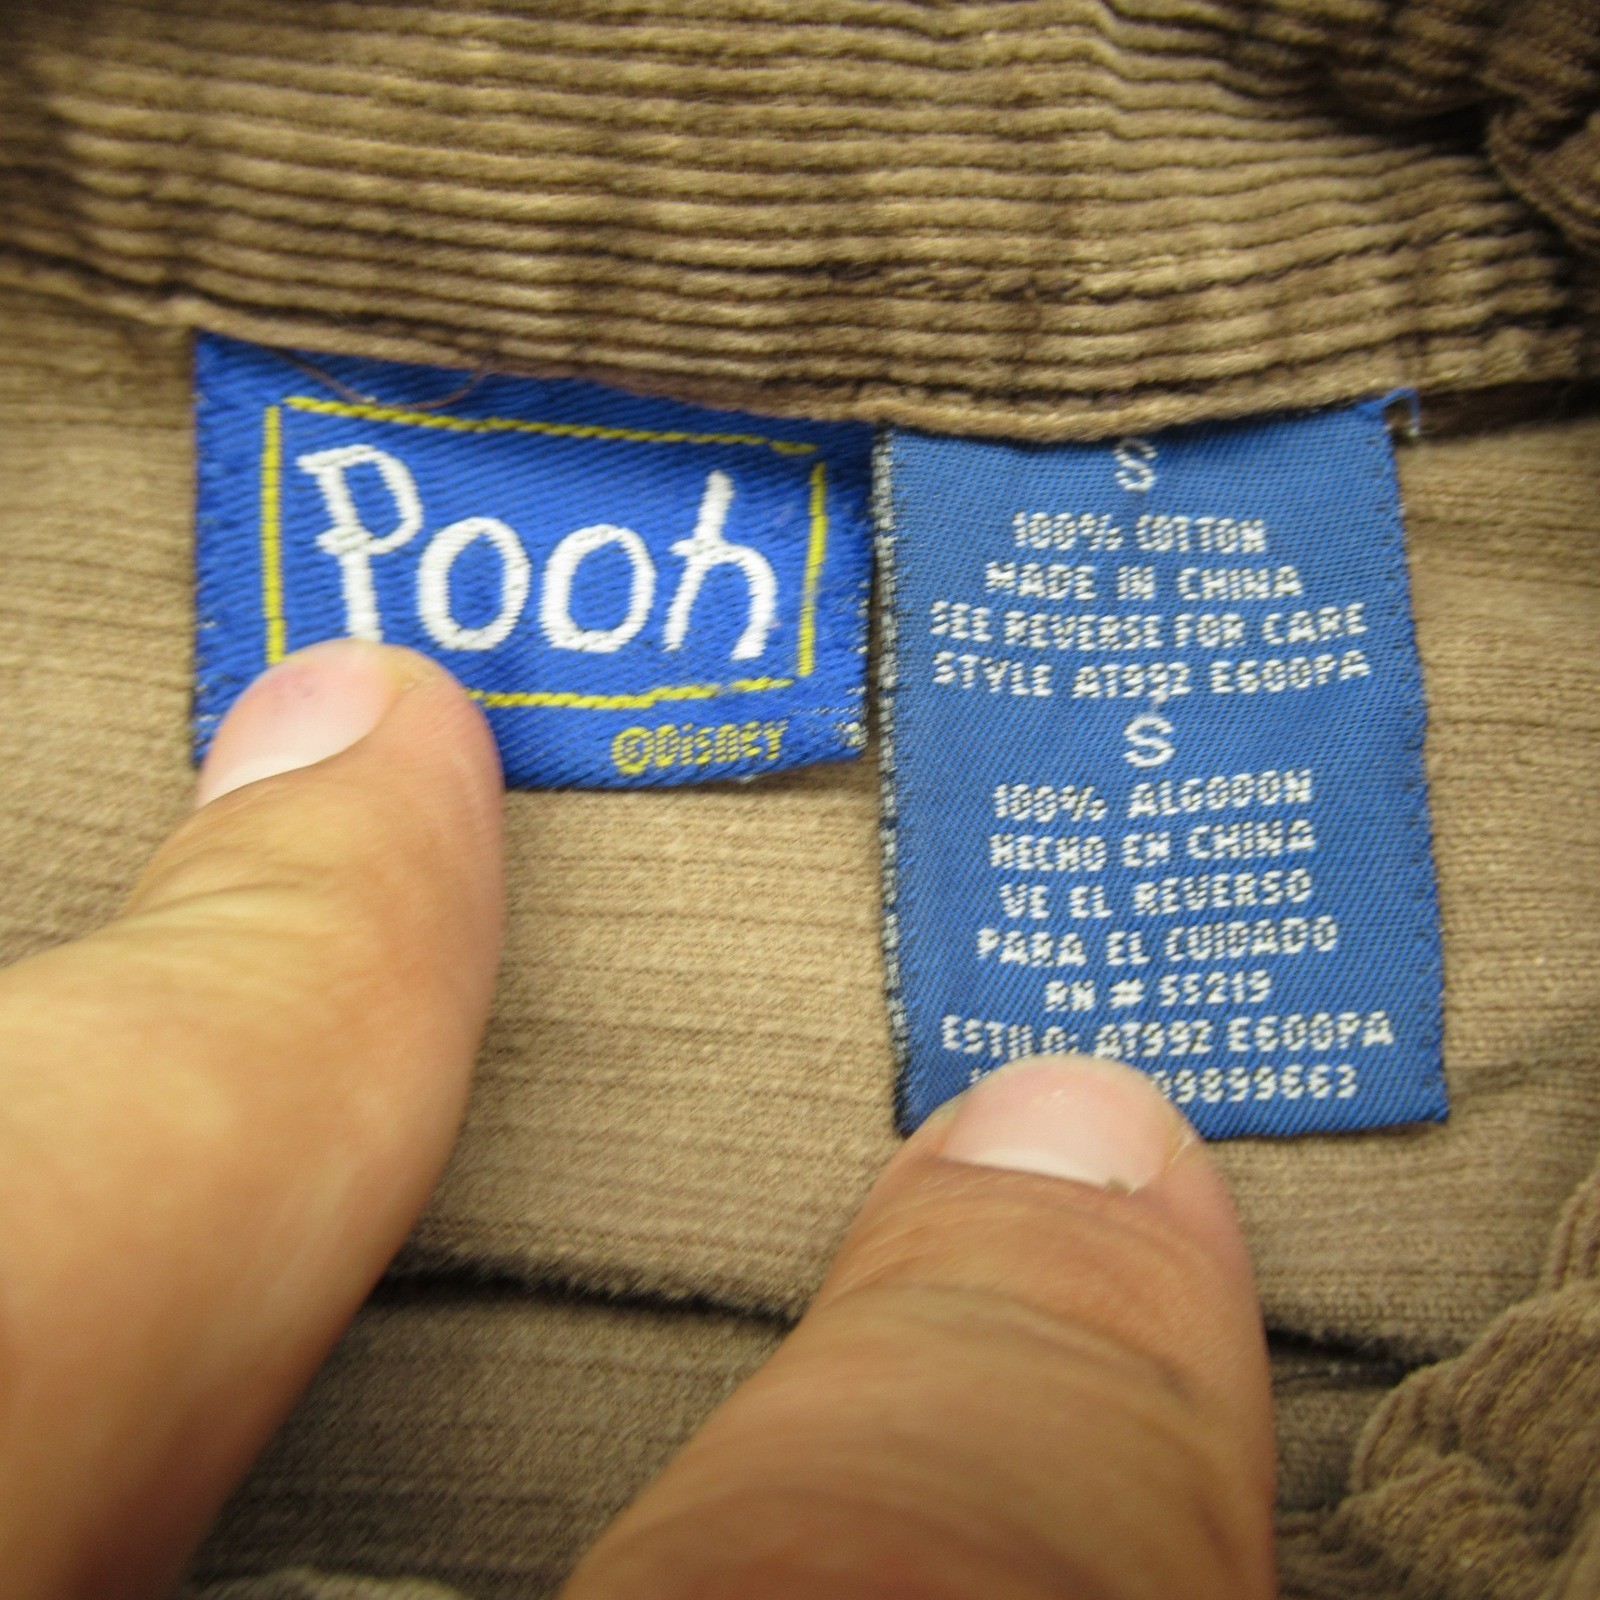 Pooh
©Disney
S
100% COTTON
MADE IN CHINA
SEE REVERSE FOR CARE
STYLE AT992 E600PA
S
100% ALGODON
HECHO EN CHINA
VE EL REVERSO
PARA EL CUIDADO
RN # 55219
ESTILO: AT992 E600PA